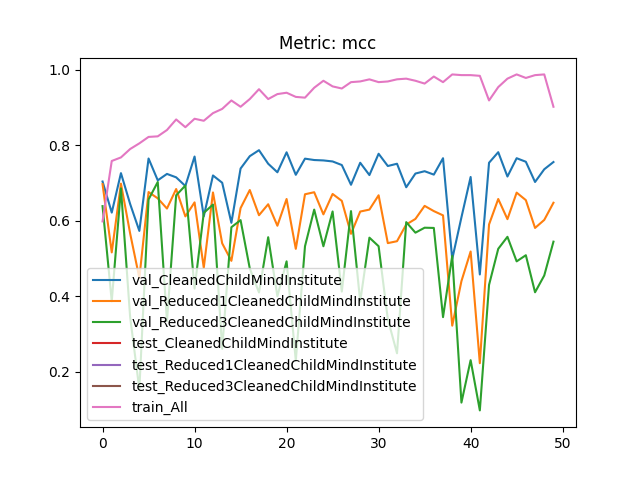 Metric: mcc
1.0
0.8
0.6
0.4
0.2
val_CleanedChildMindInstitute
val_Reduced1CleanedChildMindInstitute
val_Reduced3CleanedChildMindInstitute
test_CleanedChildMindInstitute
test_Reduced1CleanedChildMindInstitute
test_Reduced3CleanedChildMindInstitute
train_All
0 10 20 30 40 50